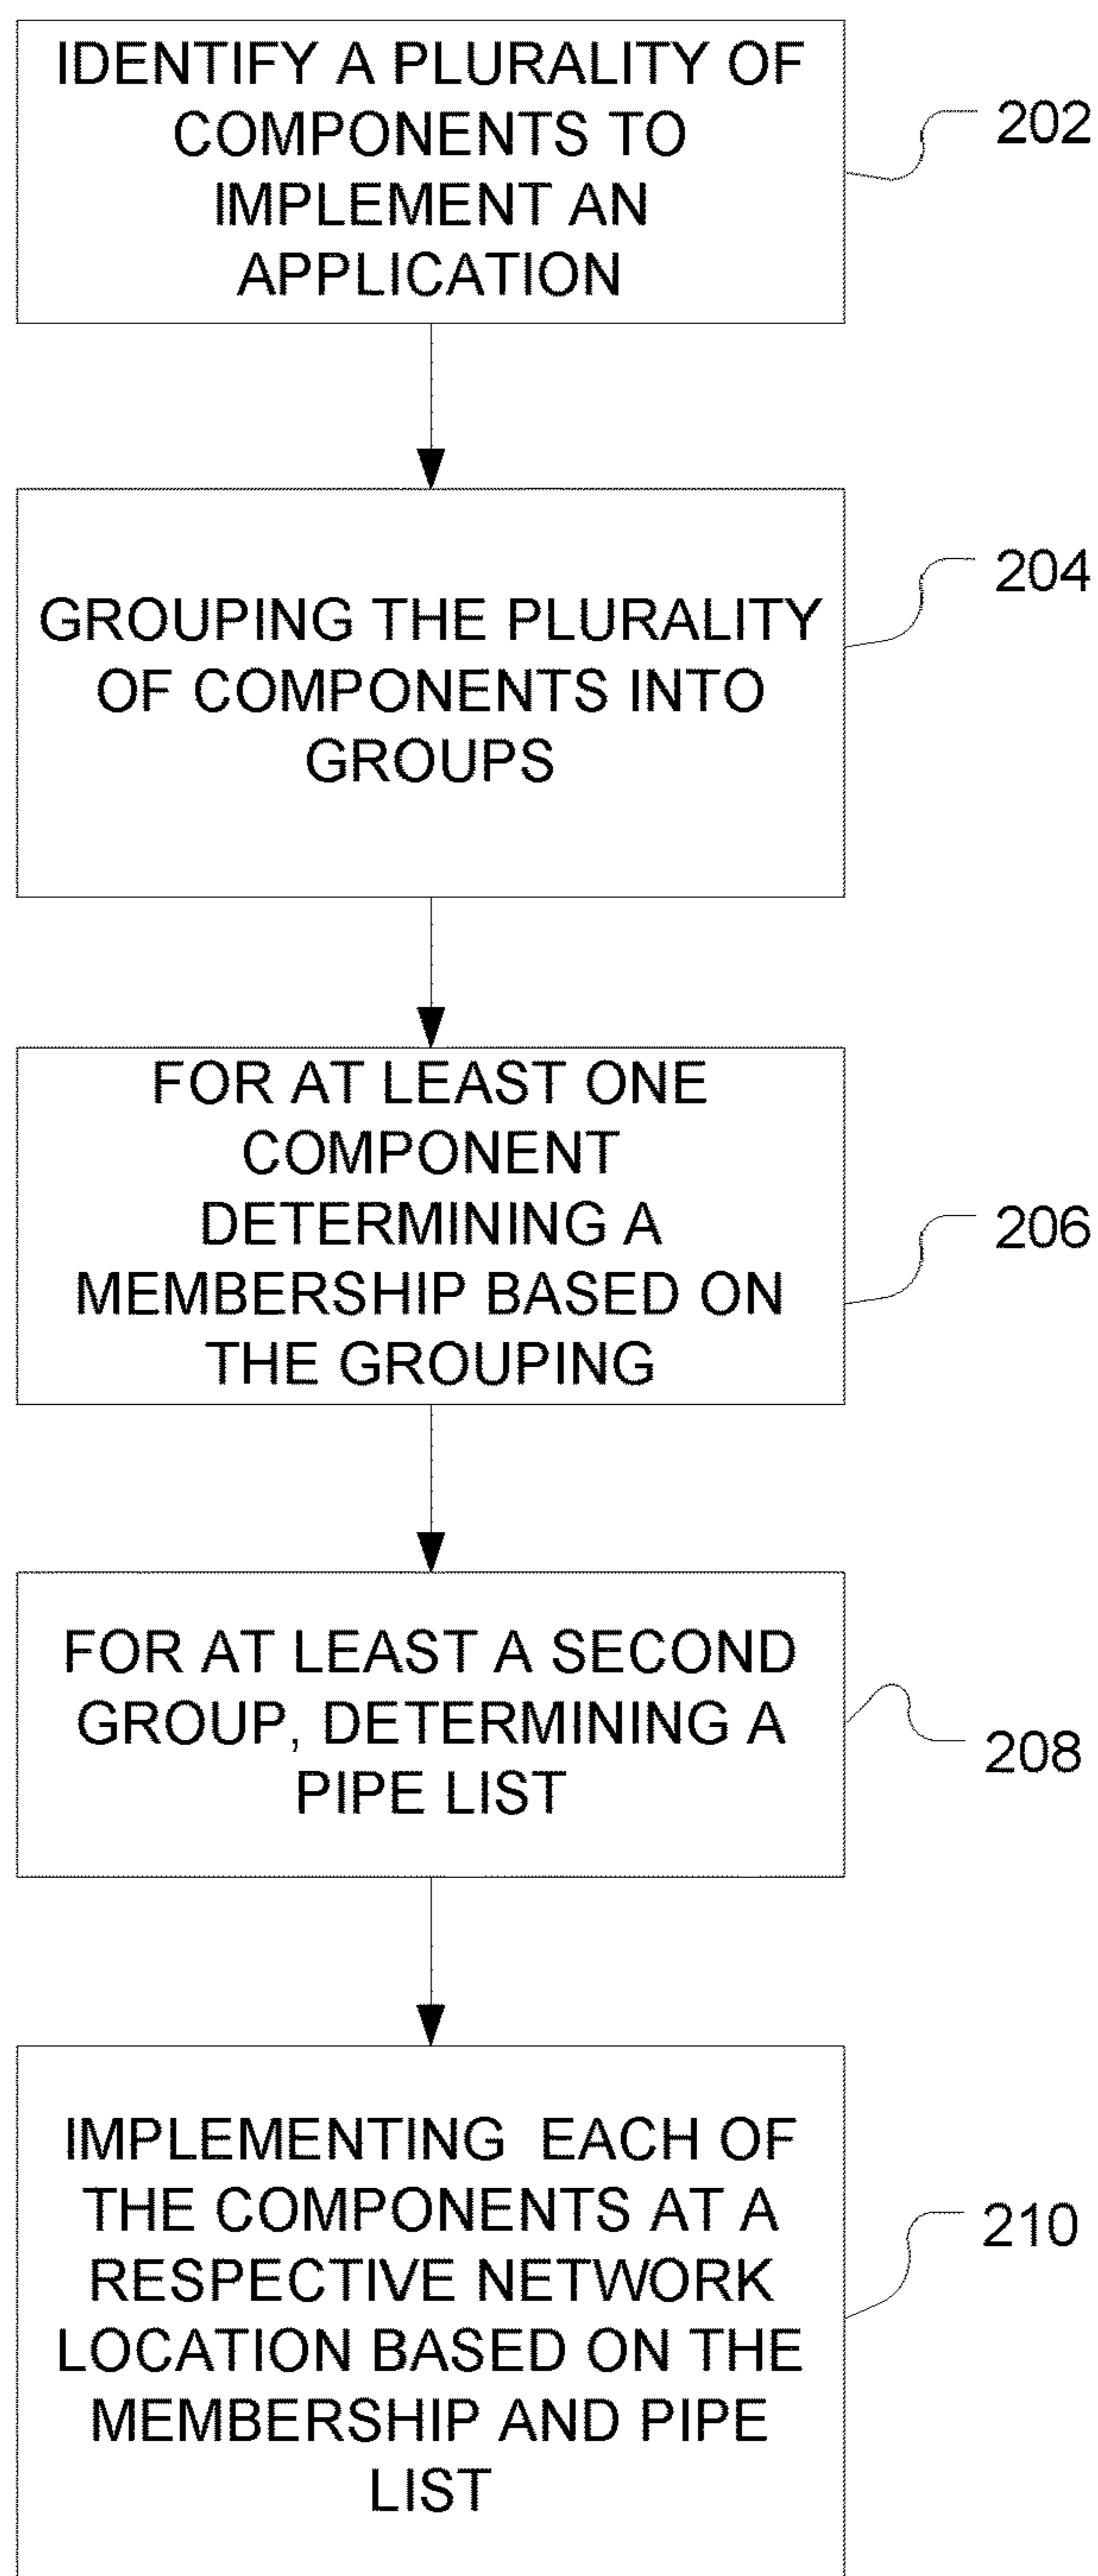 IDENTIFY A PLURALITY OF
COMPONENTS TO
IMPLEMENT AN
APPLICATION
202
GROUPING THE PLURALITY
OF COMPONENTS INTO
GROUPS
204
FOR AT LEAST ONE
COMPONENT
DETERMINING A
MEMBERSHIP BASED ON
THE GROUPING
206
FOR AT LEAST A SECOND
GROUP, DETERMINING A
PIPE LIST
208
IMPLEMENTING EACH OF
THE COMPONENTS AT A
RESPECTIVE NETWORK
LOCATION BASED ON THE
MEMBERSHIP AND PIPE
LIST
210